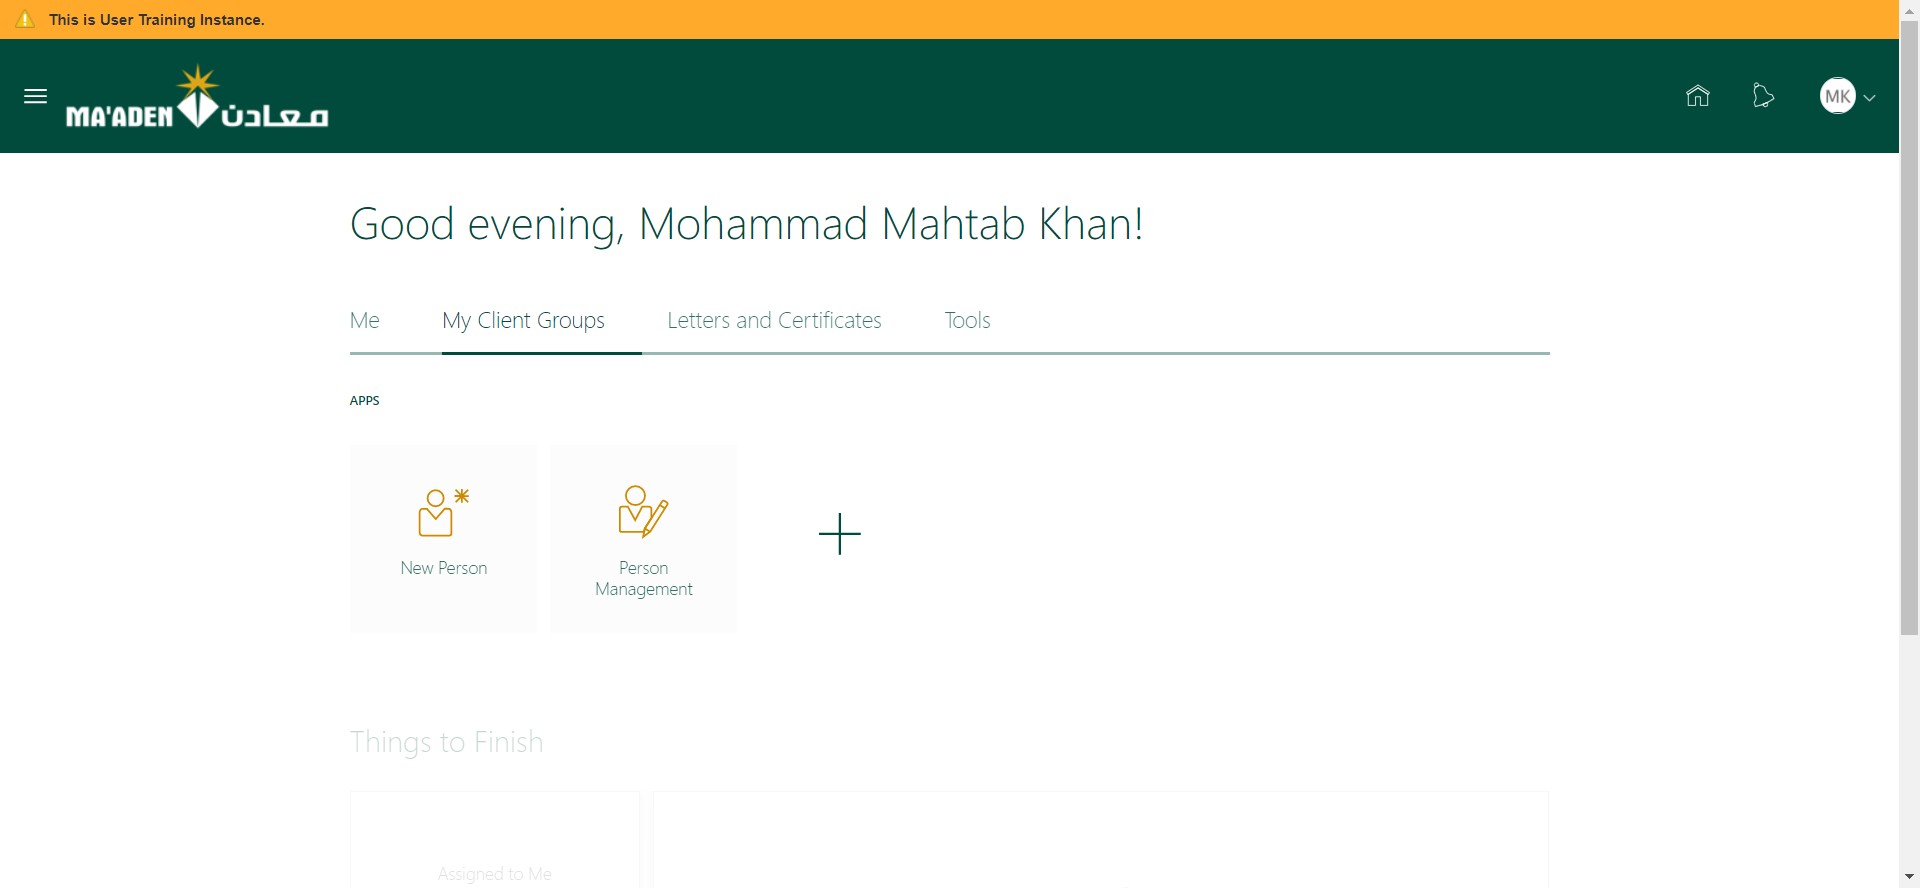 This is User Training Instance.
MA'ADEN معادن
MK
Good evening, Mohammad Mahtab Khan!
Me
My Client Groups
Letters and Certificates
Tools
APPS
New Person
Person
Management
Things to Finish
Assigned to Me